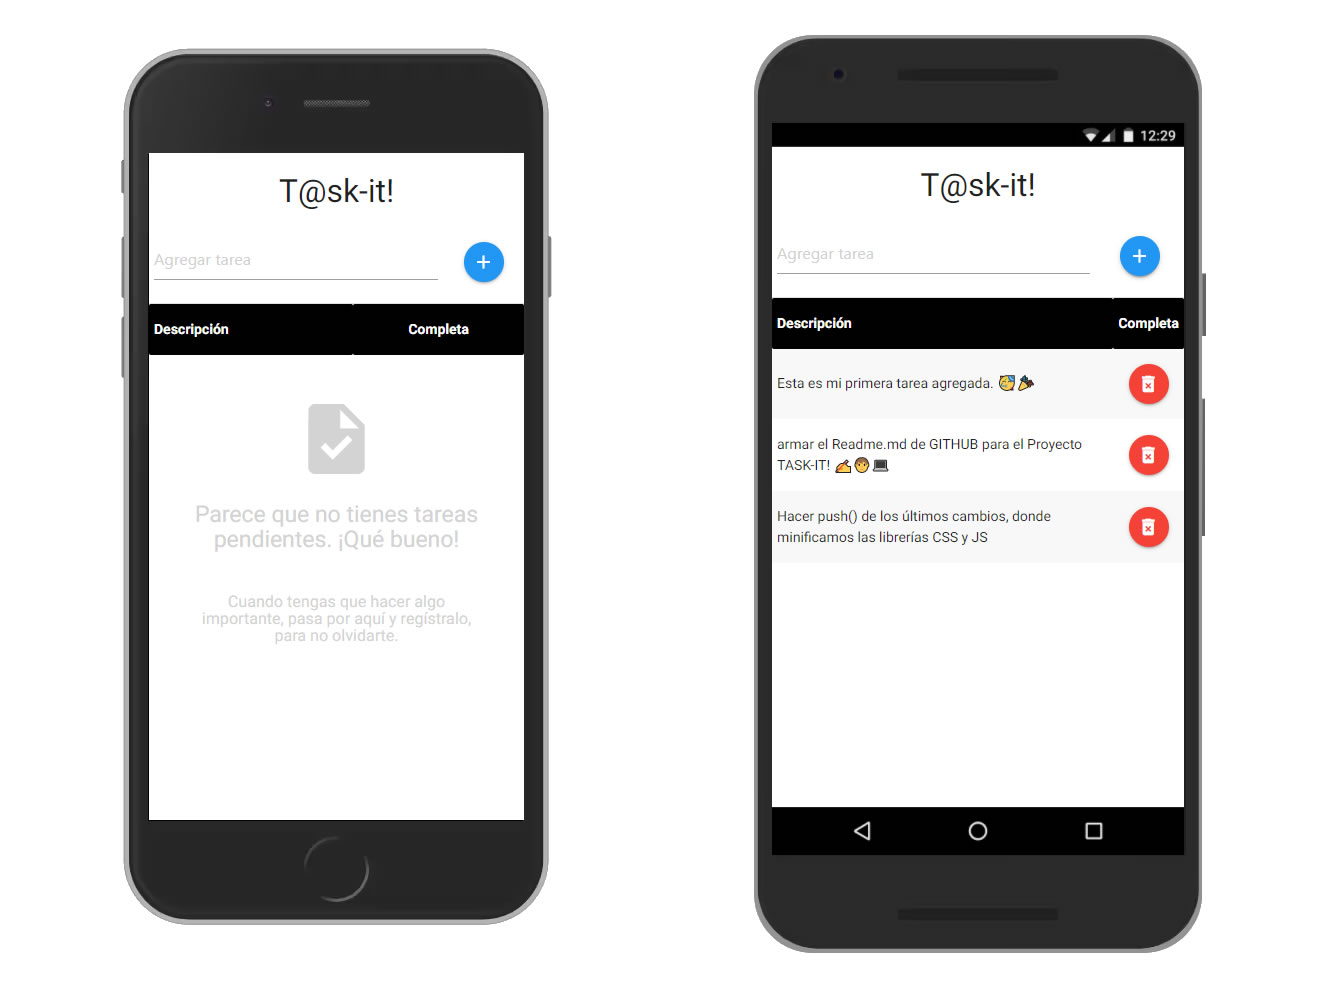 T@sk-it!
Agregar tarea
Descripción Completa
Parece que no tienes tareas
pendientes. ¡Qué bueno!
Cuando tengas que hacer algo
importante, pasa por aquí y regístralo,
para no olvidarte.
12:29
T@sk-it!
Agregar tarea
Descripción Completa
Esta es mi primera tarea agregada. 🥳🎉
armar el Readme.md de GITHUB para el Proyecto
TASK-IT! ✍️👨💻
Hacer push() de los últimos cambios, donde
minificamos las librerías CSS y JS